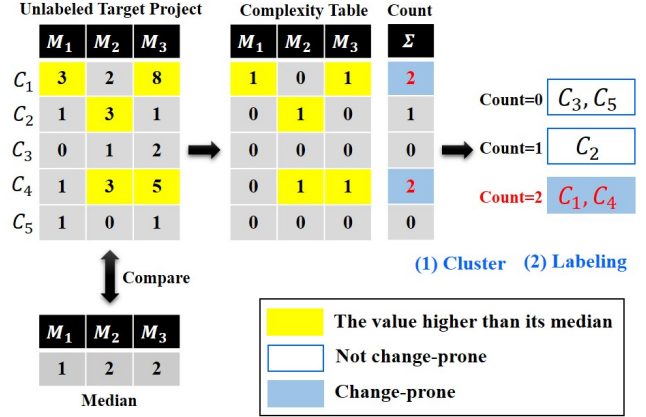 Unlabeled Target Project Complexity Table Count
M₁ M₂ M₃ M₁ M₂ M₃ Σ
C₁ 3 2 8 1 0 1 2
C₂ 1 3 1 0 1 0 1
C₃ 0 1 2 0 0 0 0
C₄ 1 3 5 0 1 1 2
C₅ 1 0 1 0 0 0 0
Count=0 C₃, C₅
Count=1 C₂
Count=2 C₁, C₄
(1) Cluster (2) Labeling
Compare
M₁ M₂ M₃
1 2 2
Median
The value higher than its median
Not change-prone
Change-prone